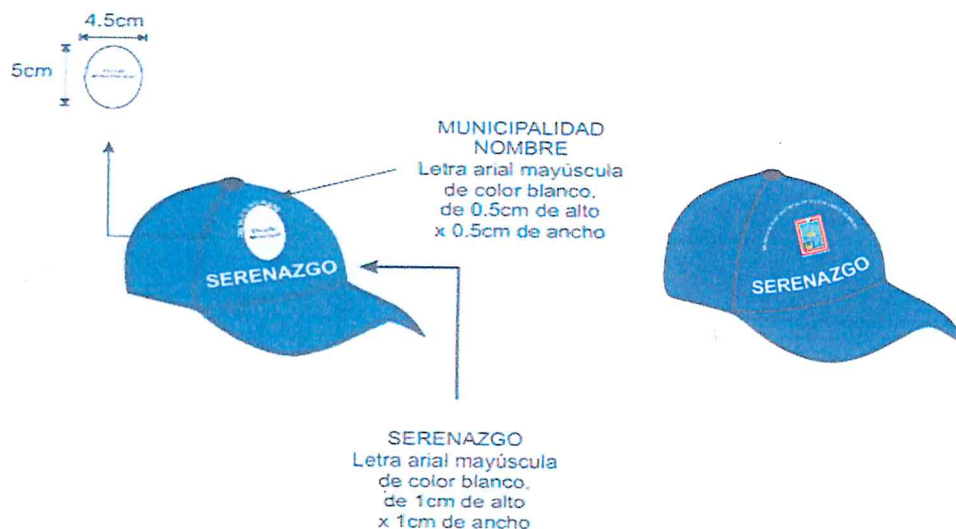 4.5cm
5cm
MUNICIPALIDAD
NOMBRE
Letra arial mayúscula
de color blanco,
de 0.5cm de alto
x 0.5cm de ancho
SERENAZGO
SERENAZGO
SERENAZGO
Letra arial mayúscula
de color blanco,
de 1cm de alto
x 1cm de ancho